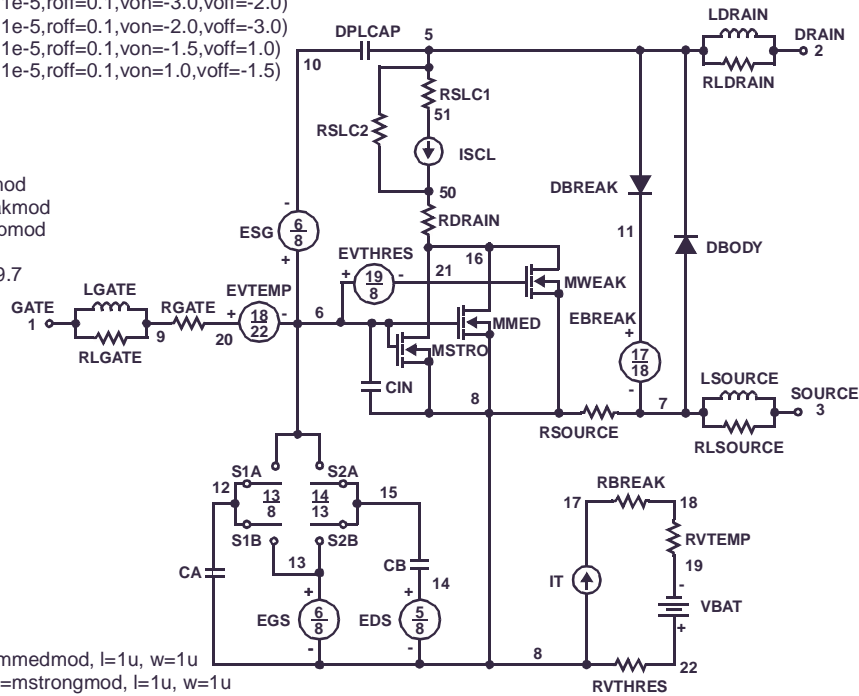 1e-5,roff=0.1,von=-3.0,voff=-2.0)
1e-5,roff=0.1,von=-2.0,voff=-3.0)
1e-5,roff=0.1,von=-1.5,voff=1.0)
1e-5,roff=0.1,von=1.0,voff=-1.5)
LDRAIN
DPLCAP 5 DRAIN
10 2
RLDRAIN
RSLC1
51
RSLC2
ISCL
od
akmod
omod
50
DBREAK
RDRAIN
-
ESG 6/8
+
11
DBODY
EVTHRES 16
+ 19/8 - 21
MWEAK
9.7
LGATE
GATE RGATE EVTEMP
1 + 18/22 - 6
9 20
RLGATE
MMED
EBREAK +
17/18
-
MSTRO
CIN
LSOURCE
8 7 SOURCE
3
RSOURCE
RLSOURCE
S1A S2A
12 13/8 14/13 15
S1B S2B
RBREAK
17 18
RVTEMP
13
CA CB
14
19
IT
-
VBAT
+
+ +
EGS 6/8 EDS 5/8
- -
8
22
RVTHRES
mmedmod, l=1u, w=1u
=mstrongmod, l=1u, w=1u